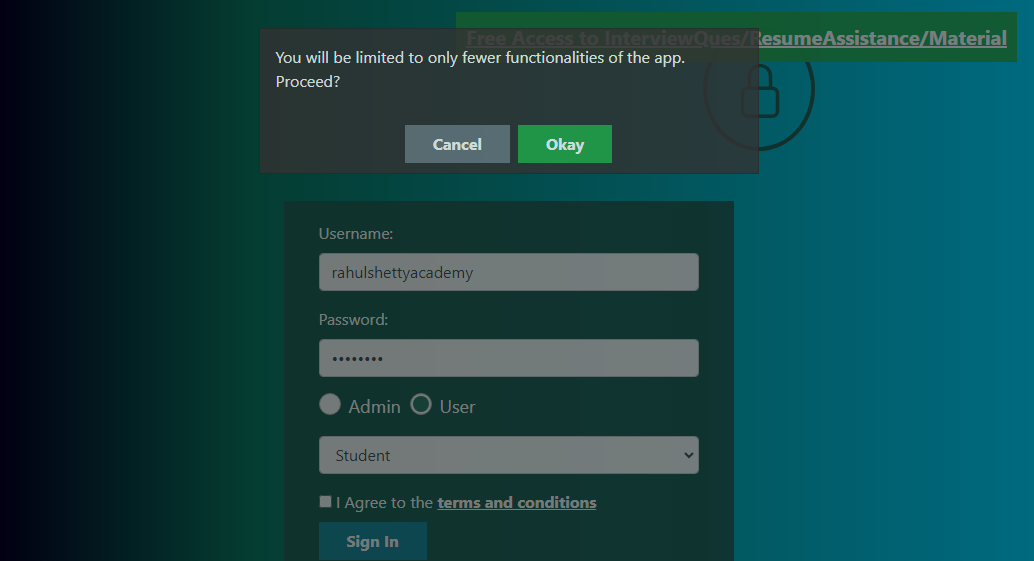 Free Access to InterviewQues/ResumeAssistance/Material
You will be limited to only fewer functionalities of the app.
Proceed?
Cancel
Okay
Username:
rahulshettyacademy
Password:
••••••••
Admin
User
Student
I Agree to the terms and conditions
Sign In